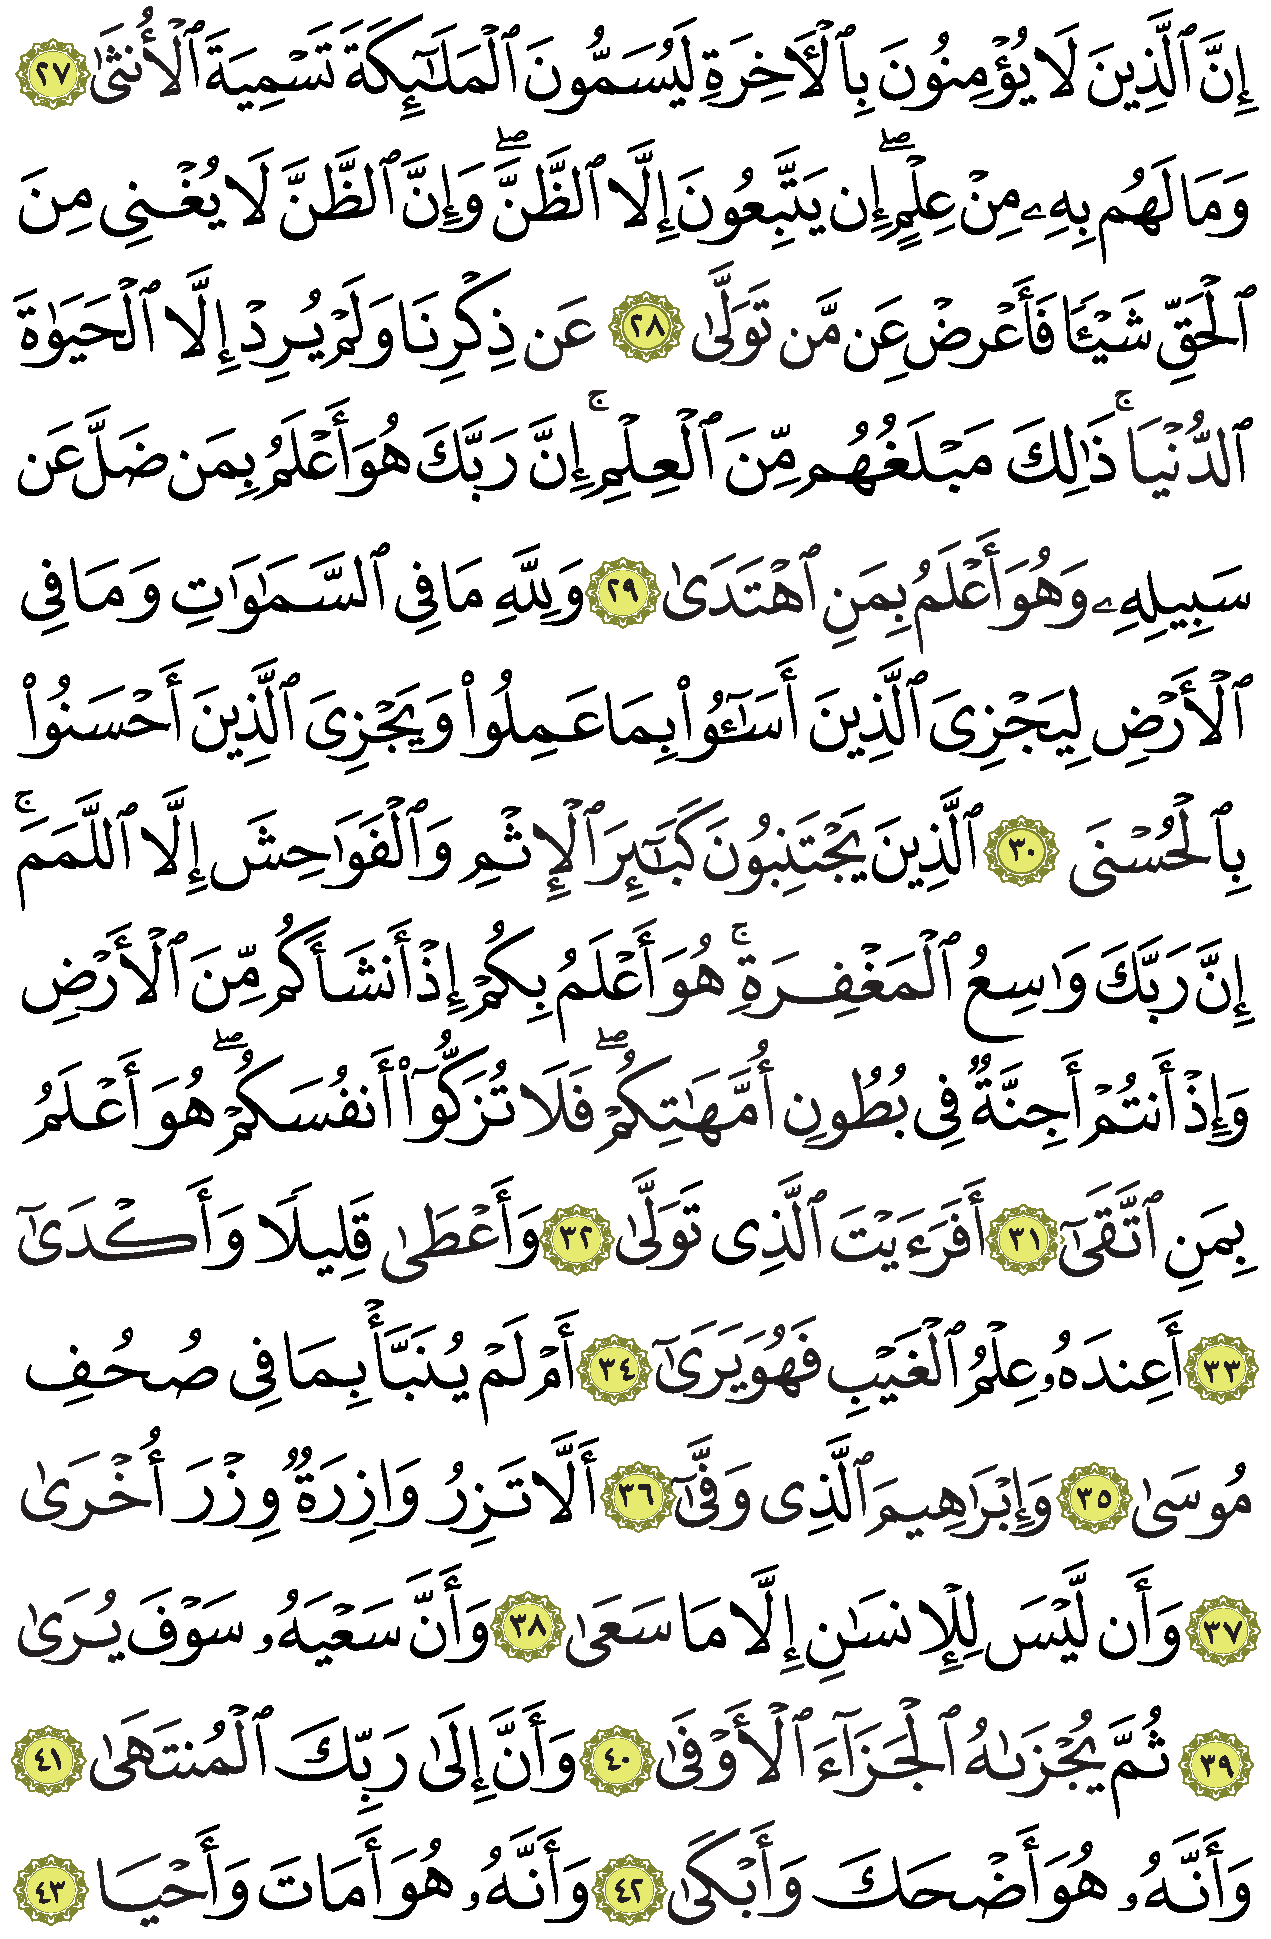 إِنَّ ٱلَّذِينَ لَا يُؤْمِنُونَ بِٱلْـَٔاخِرَةِ لَيُسَمُّونَ ٱلْمَلَـٰٓئِكَةَ تَسْمِيَةَ ٱلْأُنثَىٰ ٢٧
وَمَا لَهُم بِهِۦ مِنْ عِلْمٍ ۖ إِن يَتَّبِعُونَ إِلَّا ٱلظَّنَّ ۖ وَإِنَّ ٱلظَّنَّ لَا يُغْنِى مِنَ
ٱلْحَقِّ شَيْـًٔا فَأَعْرِضْ عَن مَّن تَوَلَّىٰ ٢٨ عَن ذِكْرِنَا وَلَمْ يُرِدْ إِلَّا ٱلْحَيَوٰةَ
ٱلدُّنْيَا ۚ ذَٰلِكَ مَبْلَغُهُم مِّنَ ٱلْعِلْمِ ۚ إِنَّ رَبَّكَ هُوَ أَعْلَمُ بِمَن ضَلَّ عَن
سَبِيلِهِۦ وَهُوَ أَعْلَمُ بِمَنِ ٱهْتَدَىٰ ٢٩ وَلِلَّهِ مَا فِى ٱلسَّمَـٰوَٰتِ وَمَا فِى
ٱلْأَرْضِ لِيَجْزِىَ ٱلَّذِينَ أَسَـٰٓـُٔوا۟ بِمَا عَمِلُوا۟ وَيَجْزِىَ ٱلَّذِينَ أَحْسَنُوا۟
بِٱلْحُسْنَى ٣٠ ٱلَّذِينَ يَجْتَنِبُونَ كَبَـٰٓئِرَ ٱلْإِثْمِ وَٱلْفَوَٰحِشَ إِلَّا ٱللَّمَمَ ۚ
إِنَّ رَبَّكَ وَٰسِعُ ٱلْمَغْفِرَةِ ۚ هُوَ أَعْلَمُ بِكُمْ إِذْ أَنشَأَكُم مِّنَ ٱلْأَرْضِ
وَإِذْ أَنتُمْ أَجِنَّةٌ فِى بُطُونِ أُمَّهَـٰتِكُمْ ۖ فَلَا تُزَكُّوٓا۟ أَنفُسَكُمْ ۖ هُوَ أَعْلَمُ
بِمَنِ ٱتَّقَىٰٓ ٣١ أَفَرَءَيْتَ ٱلَّذِى تَوَلَّىٰ ٣٢ وَأَعْطَىٰ قَلِيلًا وَأَكْدَىٰٓ
٣٣ أَعِندَهُۥ عِلْمُ ٱلْغَيْبِ فَهُوَ يَرَىٰٓ ٣٤ أَمْ لَمْ يُنَبَّأْ بِمَا فِى صُحُفِ
مُوسَىٰ ٣٥ وَإِبْرَٰهِيمَ ٱلَّذِى وَفَّىٰٓ ٣٦ أَلَّا تَزِرُ وَازِرَةٌ وِزْرَ أُخْرَىٰ
٣٧ وَأَن لَّيْسَ لِلْإِنسَـٰنِ إِلَّا مَا سَعَىٰ ٣٨ وَأَنَّ سَعْيَهُۥ سَوْفَ يُرَىٰ
٣٩ ثُمَّ يُجْزَىٰهُ ٱلْجَزَآءَ ٱلْأَوْفَىٰ ٤٠ وَأَنَّ إِلَىٰ رَبِّكَ ٱلْمُنتَهَىٰ ٤١
وَأَنَّهُۥ هُوَ أَضْحَكَ وَأَبْكَىٰ ٤٢ وَأَنَّهُۥ هُوَ أَمَاتَ وَأَحْيَا ٤٣